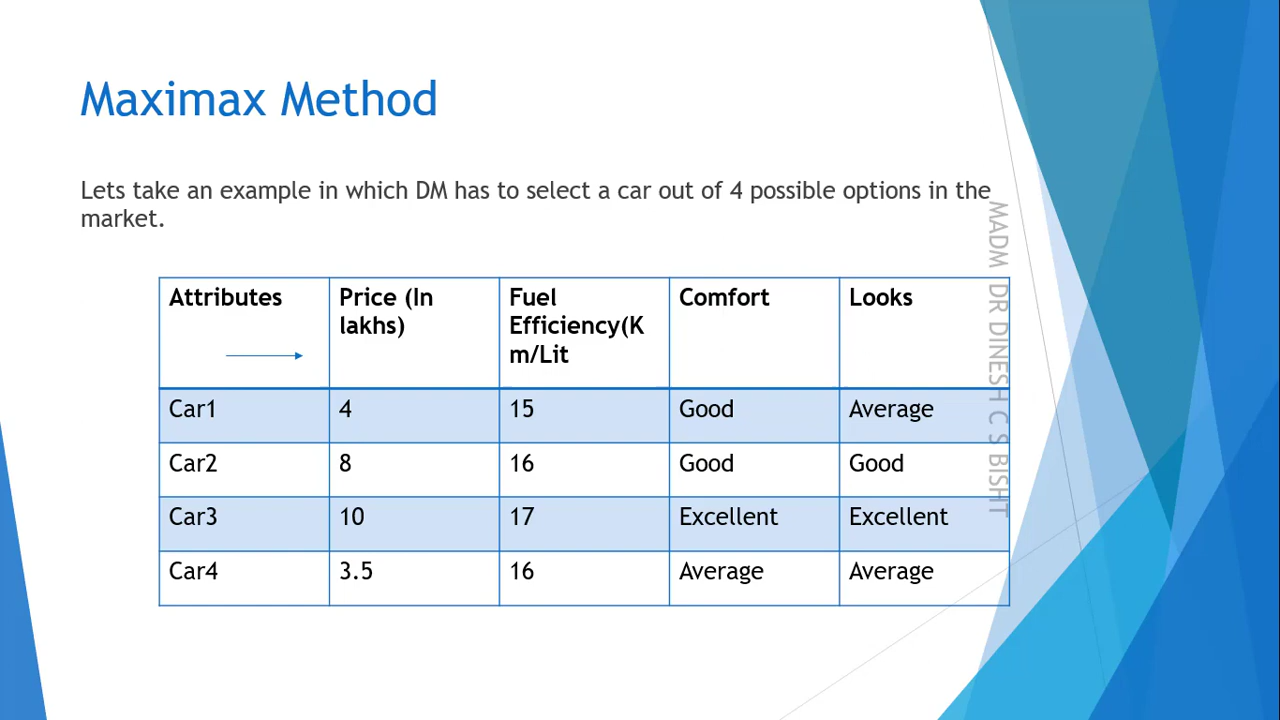 Maximax Method
Lets take an example in which DM has to select a car out of 4 possible options in the
market.
Attributes Price (In Fuel Comfort Looks
lakhs) Efficiency(K
m/Lit
Car1 4 15 Good Average
Car2 8 16 Good Good
Car3 10 17 Excellent Excellent
Car4 3.5 16 Average Average
MADM DR DINESH C S BISHT